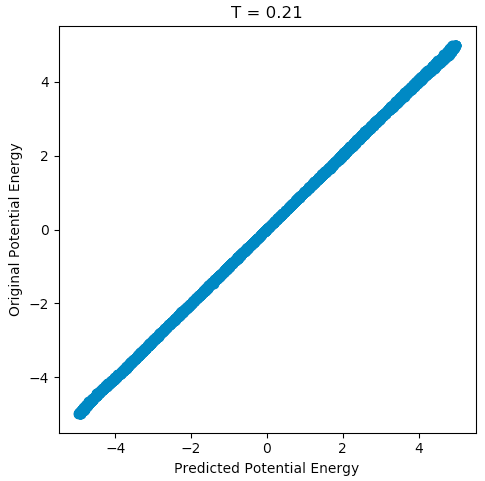 T = 0.21
Original Potential Energy
4
2
0
−2
−4
−4 −2 0 2 4
Predicted Potential Energy